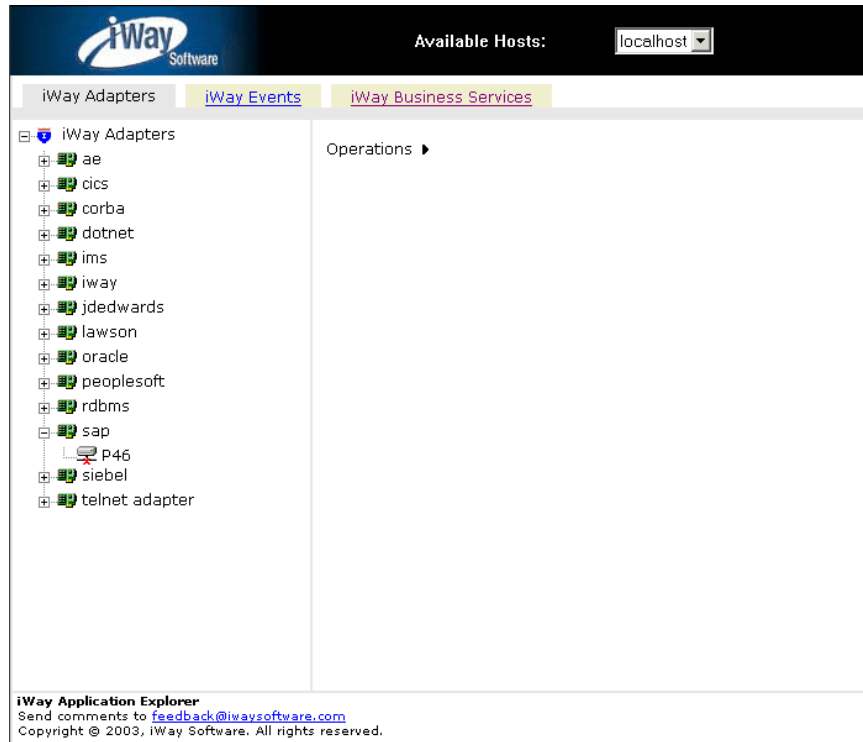 iWay
Software
Available Hosts:
localhost
iWay Adapters
iWay Events
iWay Business Services
iWay Adapters
ae
cics
corba
dotnet
ims
iway
jdedwards
lawson
oracle
peoplesoft
rdbms
sap
P46
siebel
telnet adapter
Operations
iWay Application Explorer
Send comments to feedback@iwaysoftware.com
Copyright © 2003, iWay Software. All rights reserved.